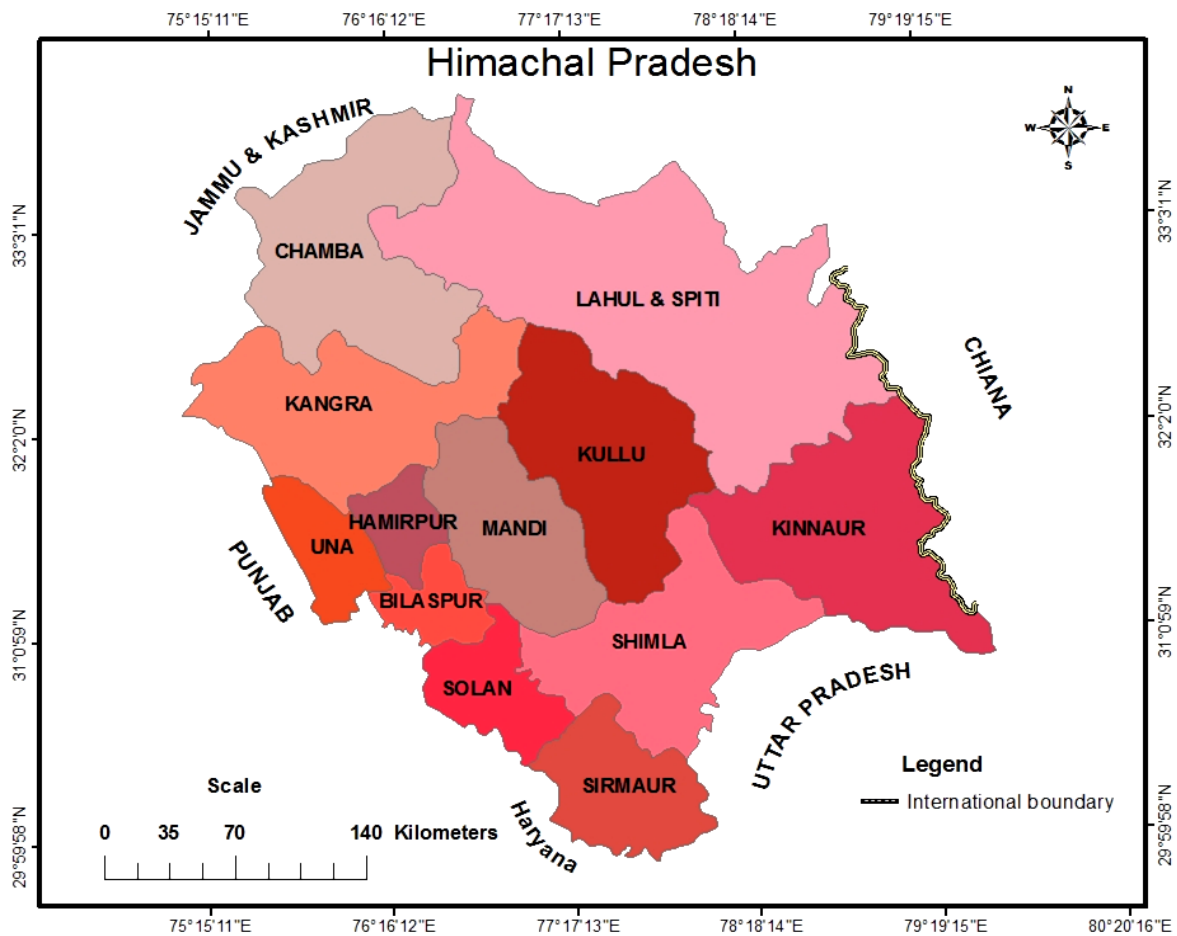 75°15'11"E 76°16'12"E 77°17'13"E 78°18'14"E 79°19'15"E
Himachal Pradesh
N
W E
S
JAMMU & KASHMIR
33°3'1"N
33°3'1"N
CHAMBA
LAHUL & SPITI
CHIANA
KANGRA
32°2'0"N
32°2'0"N
KULLU
HAMIRPUR
MANDI
KINNAUR
UNA
PUNJAB
BILASPUR
31°0'59"N
31°0'59"N
SHIMLA
SOLAN
UTTAR PRADESH
Legend
International boundary
SIRMAUR
Scale
0 35 70 140 Kilometers
Haryana
29°59'58"N
29°59'58"N
75°15'11"E 76°16'12"E 77°17'13"E 78°18'14"E 79°19'15"E 80°20'16"E